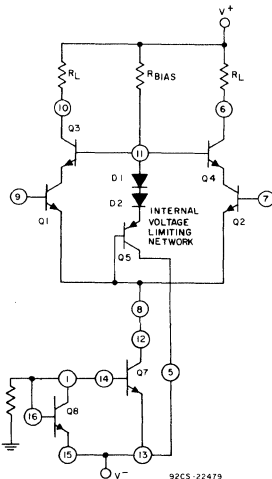 V+
RL
RBIAS
RL
10
6
Q3
11
Q4
9
D1
7
D2
INTERNAL
VOLTAGE
LIMITING
NETWORK
Q1
Q5
Q2
8
12
5
1
14
Q7
16
Q8
15
13
V-
92CS-22479